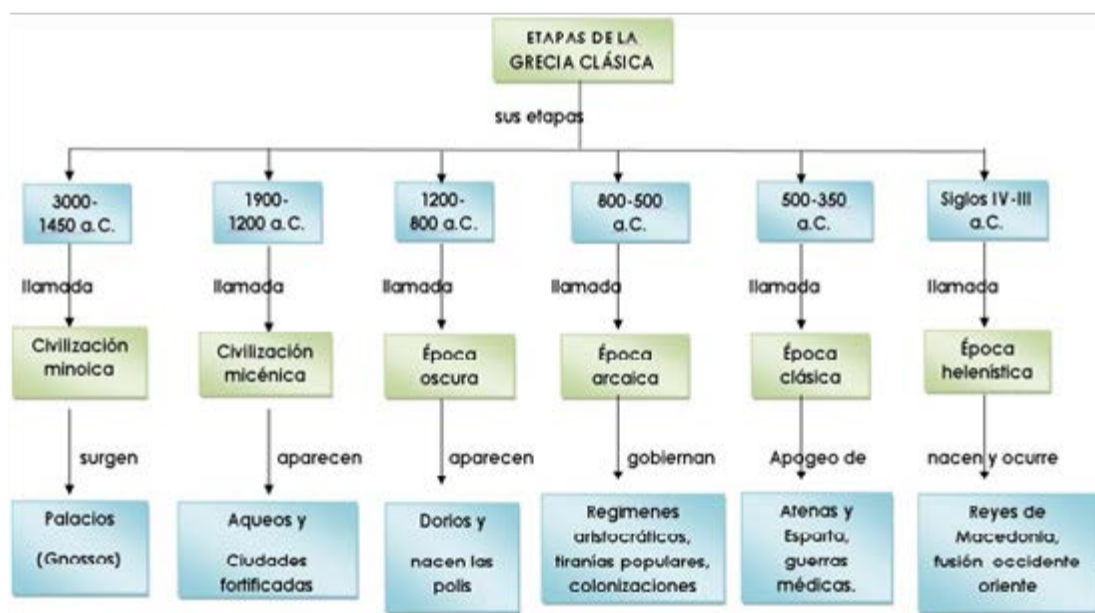 ETAPAS DE LA
GRECIA CLÁSICA
sus etapas
3000-
1450 a.C.
1900-
1200 a.C.
1200-
800 a.C.
800-500
a.C.
500-350
a.C.
Siglos IV-III
a.C.
llamada
llamada
llamada
llamada
llamada
llamada
Civilización
minoica
Civilización
micénica
Época
oscura
Época
arcaica
Época
clásica
Época
helenística
surgen
aparecen
aparecen
gobiernan
Apogeo de
nacen y ocurre
Palacios
(Gnossos)
Aqueos y
Ciudades
fortificadas
Dorios y
nacen las
polis
Regimenes
aristocráticos,
tiranías populares,
colonizaciones
Atenas y
Esparta,
guerras
médicas.
Reyes de
Macedonia,
fusión occidente
oriente